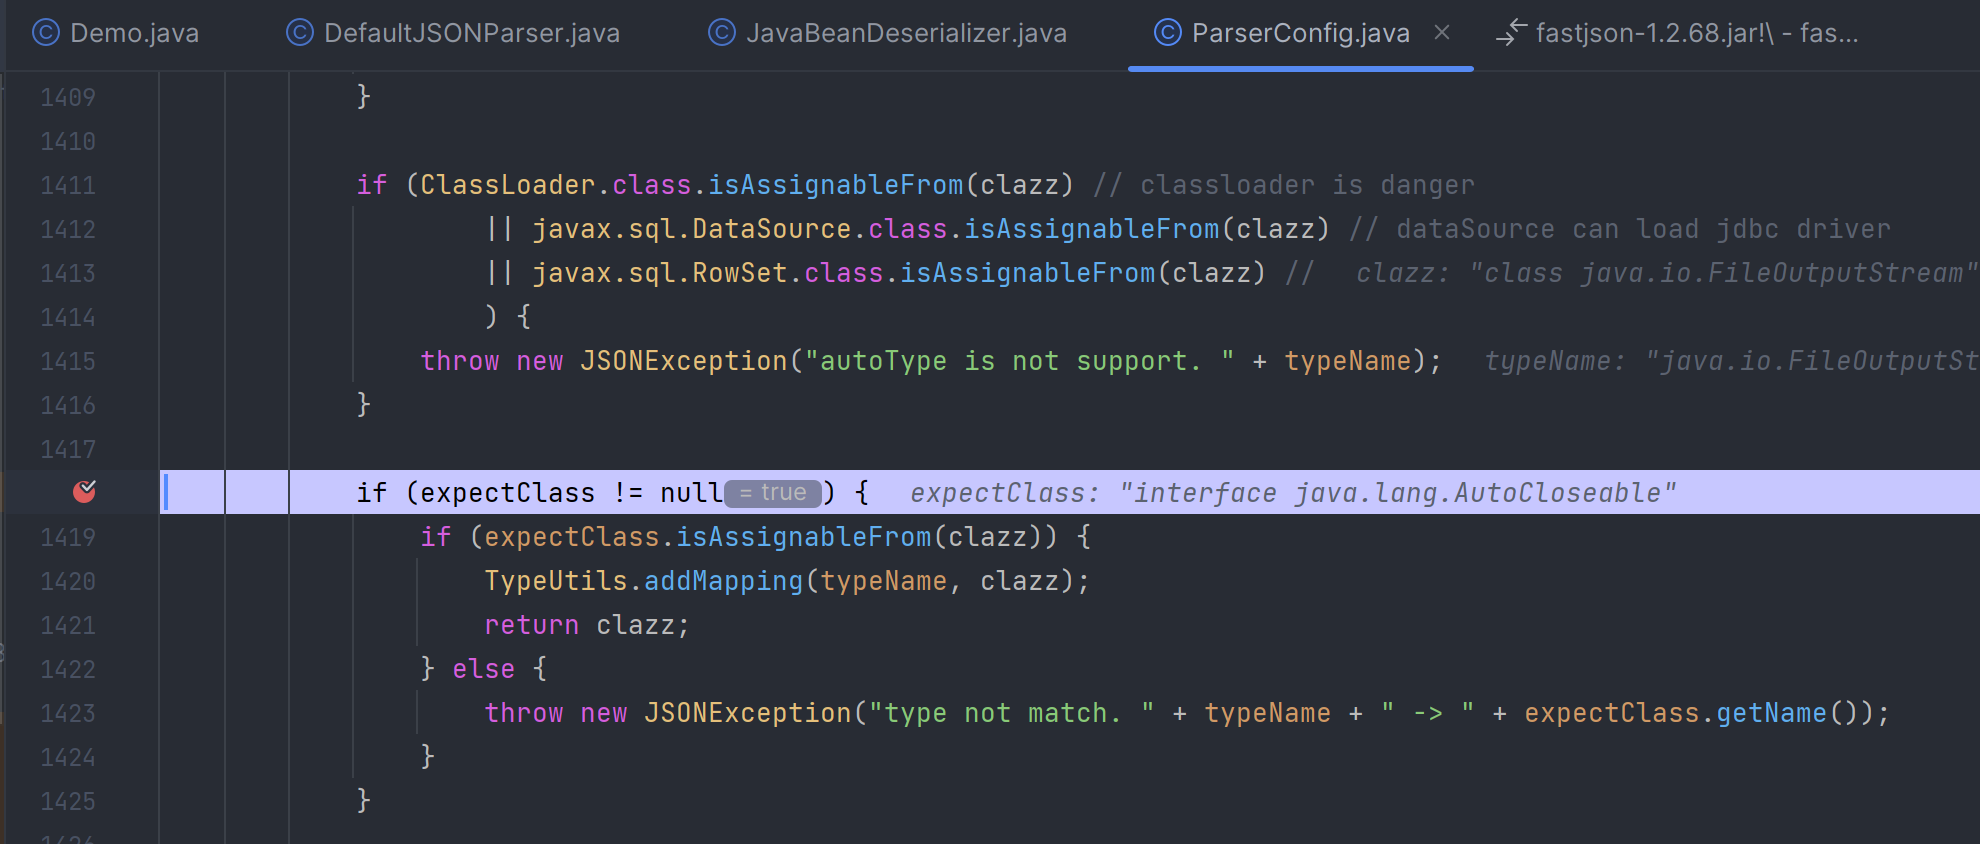 Demo.java DefaultJSONParser.java JavaBeanDeserializer.java ParserConfig.java fastjson-1.2.68.jar!\ - fas...
1409 }
1410
1411 if (ClassLoader.class.isAssignableFrom(clazz) // classloader is danger
1412 || javax.sql.DataSource.class.isAssignableFrom(clazz) // dataSource can load jdbc driver
1413 || javax.sql.RowSet.class.isAssignableFrom(clazz) // clazz: "class java.io.FileOutputStream"
1414 ) {
1415 throw new JSONException("autoType is not support. " + typeName); typeName: "java.io.FileOutputSt
1416 }
1417
if (expectClass != null = true ) { expectClass: "interface java.lang.AutoCloseable"
1419 if (expectClass.isAssignableFrom(clazz)) {
1420 TypeUtils.addMapping(typeName, clazz);
1421 return clazz;
1422 } else {
1423 throw new JSONException("type not match. " + typeName + " -> " + expectClass.getName());
1424 }
1425 }